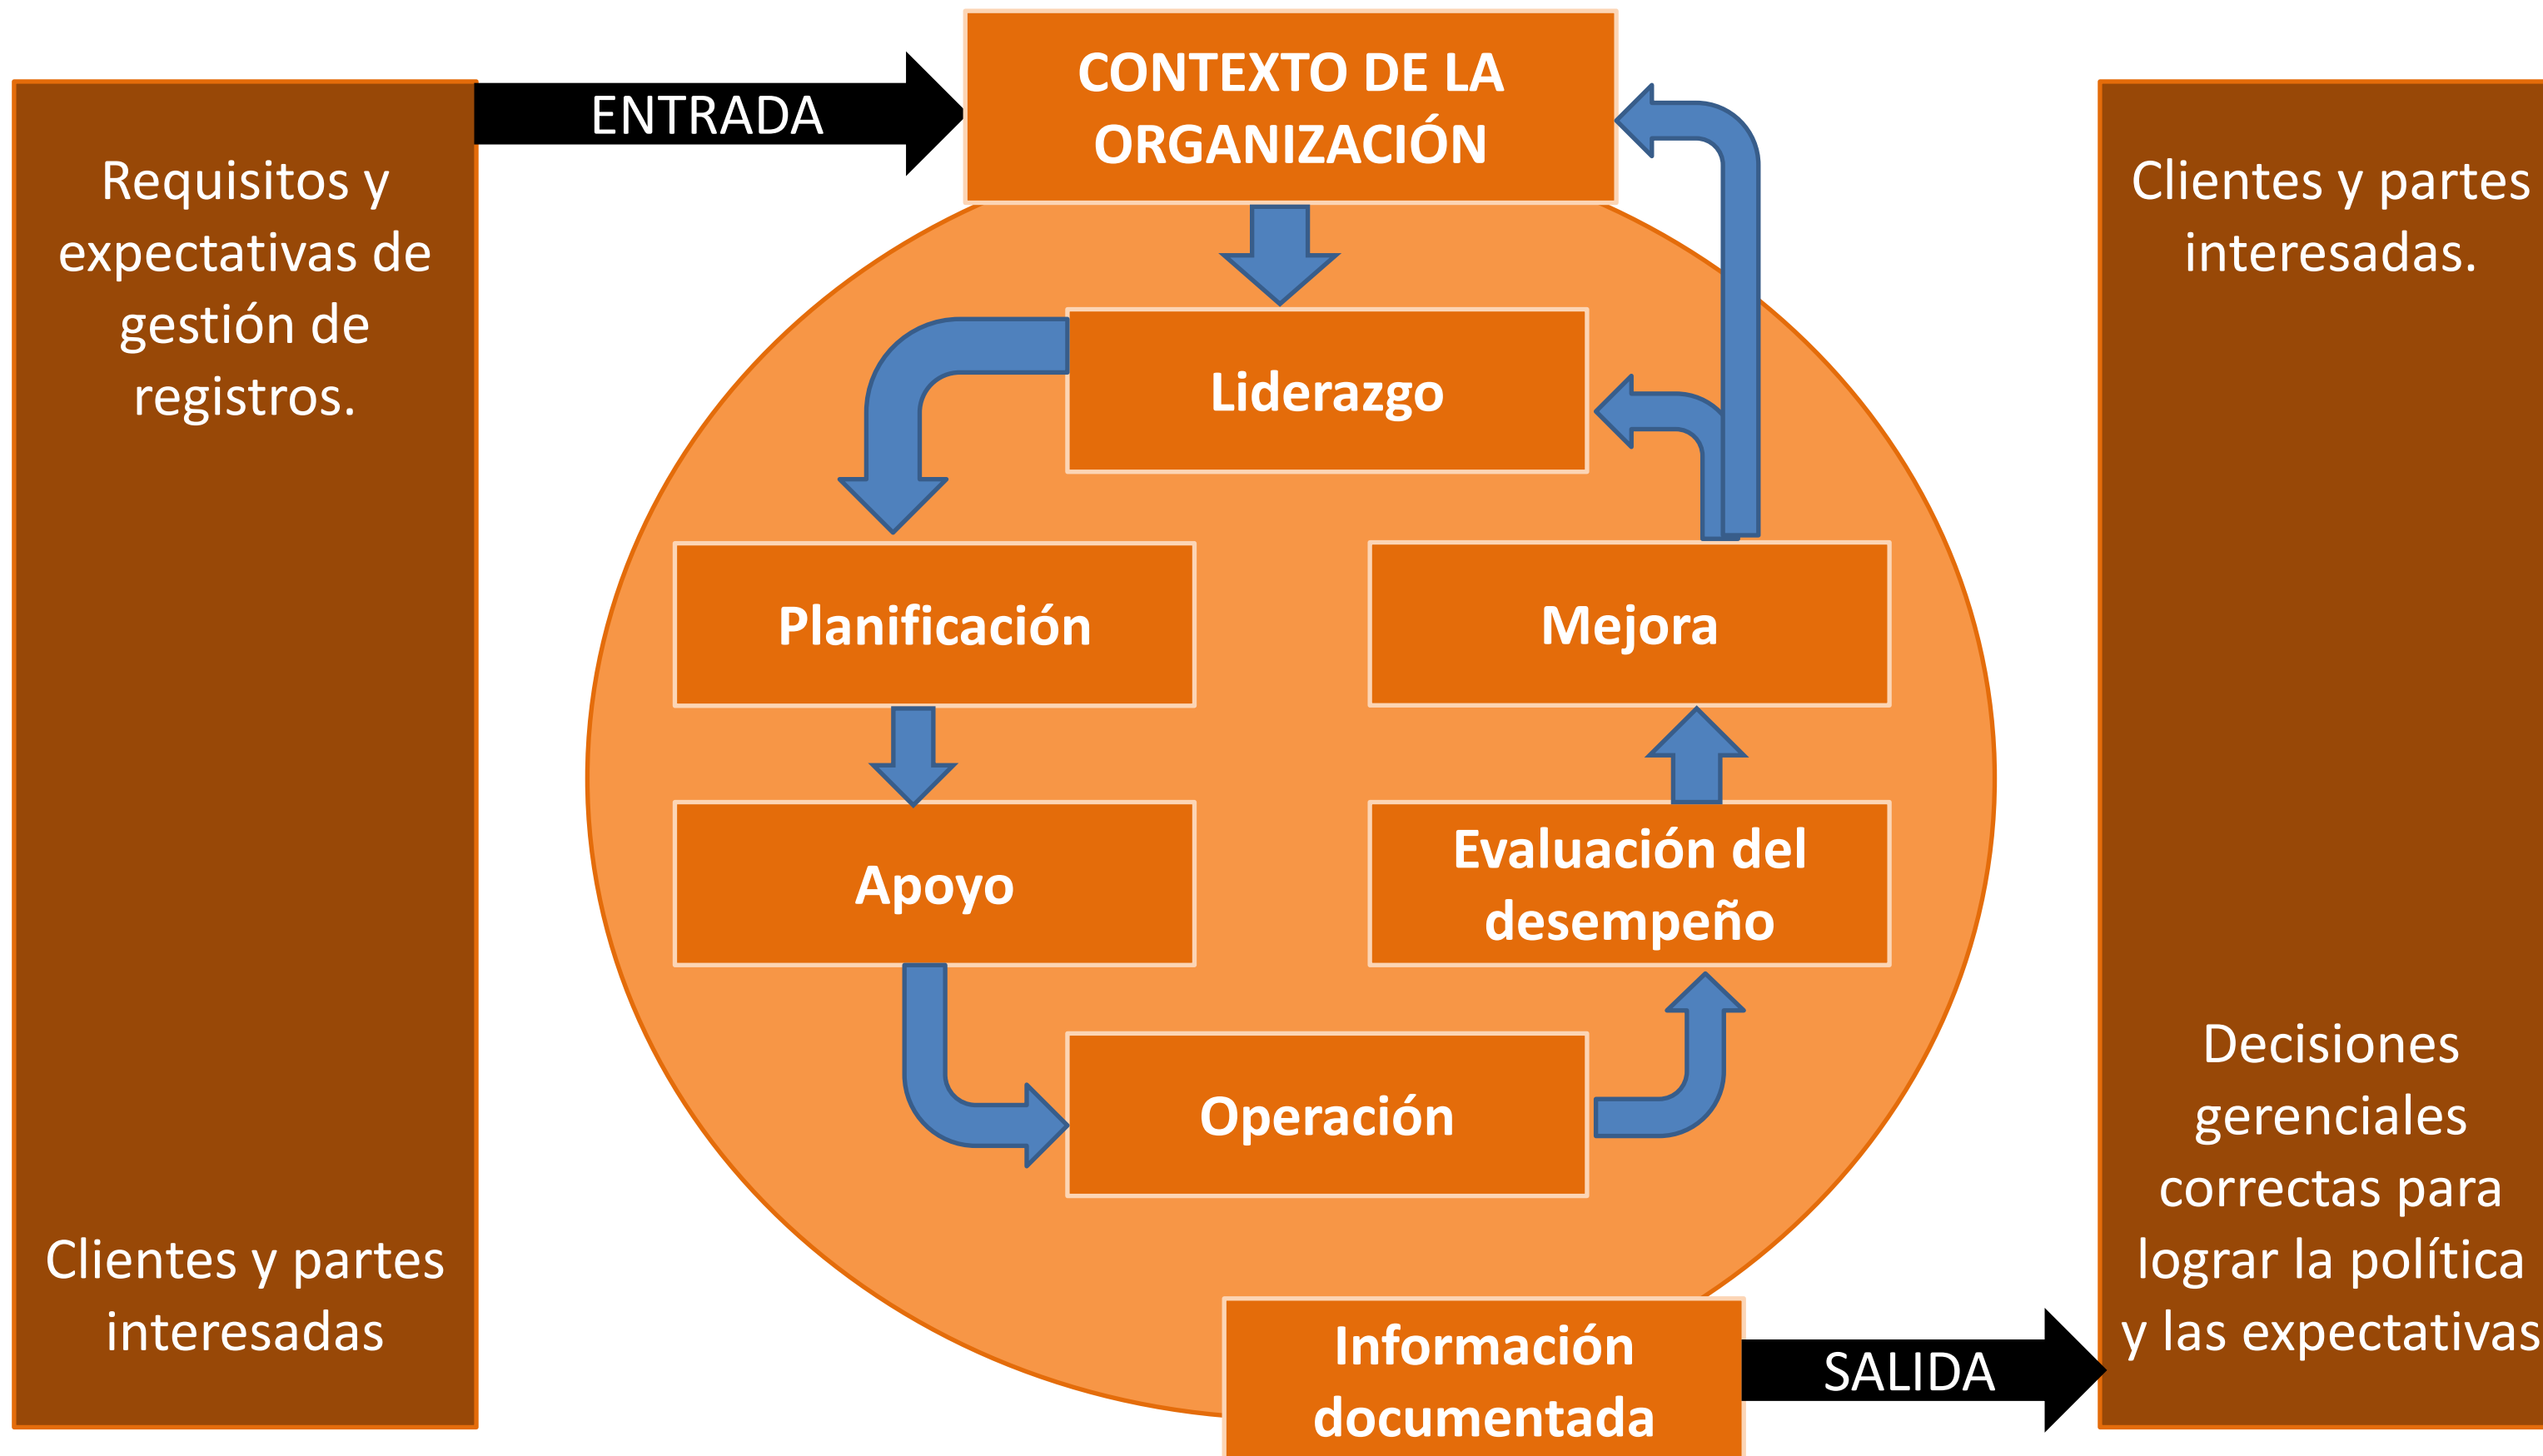 CONTEXTO DE LA
ORGANIZACIÓN
ENTRADA
Requisitos y
expectativas de
gestión de
registros.
Clientes y partes
interesadas
Liderazgo
Planificación
Mejora
Apoyo
Evaluación del
desempeño
Operación
Información
documentada
SALIDA
Clientes y partes
interesadas.
Decisiones
gerenciales
correctas para
lograr la política
y las expectativas